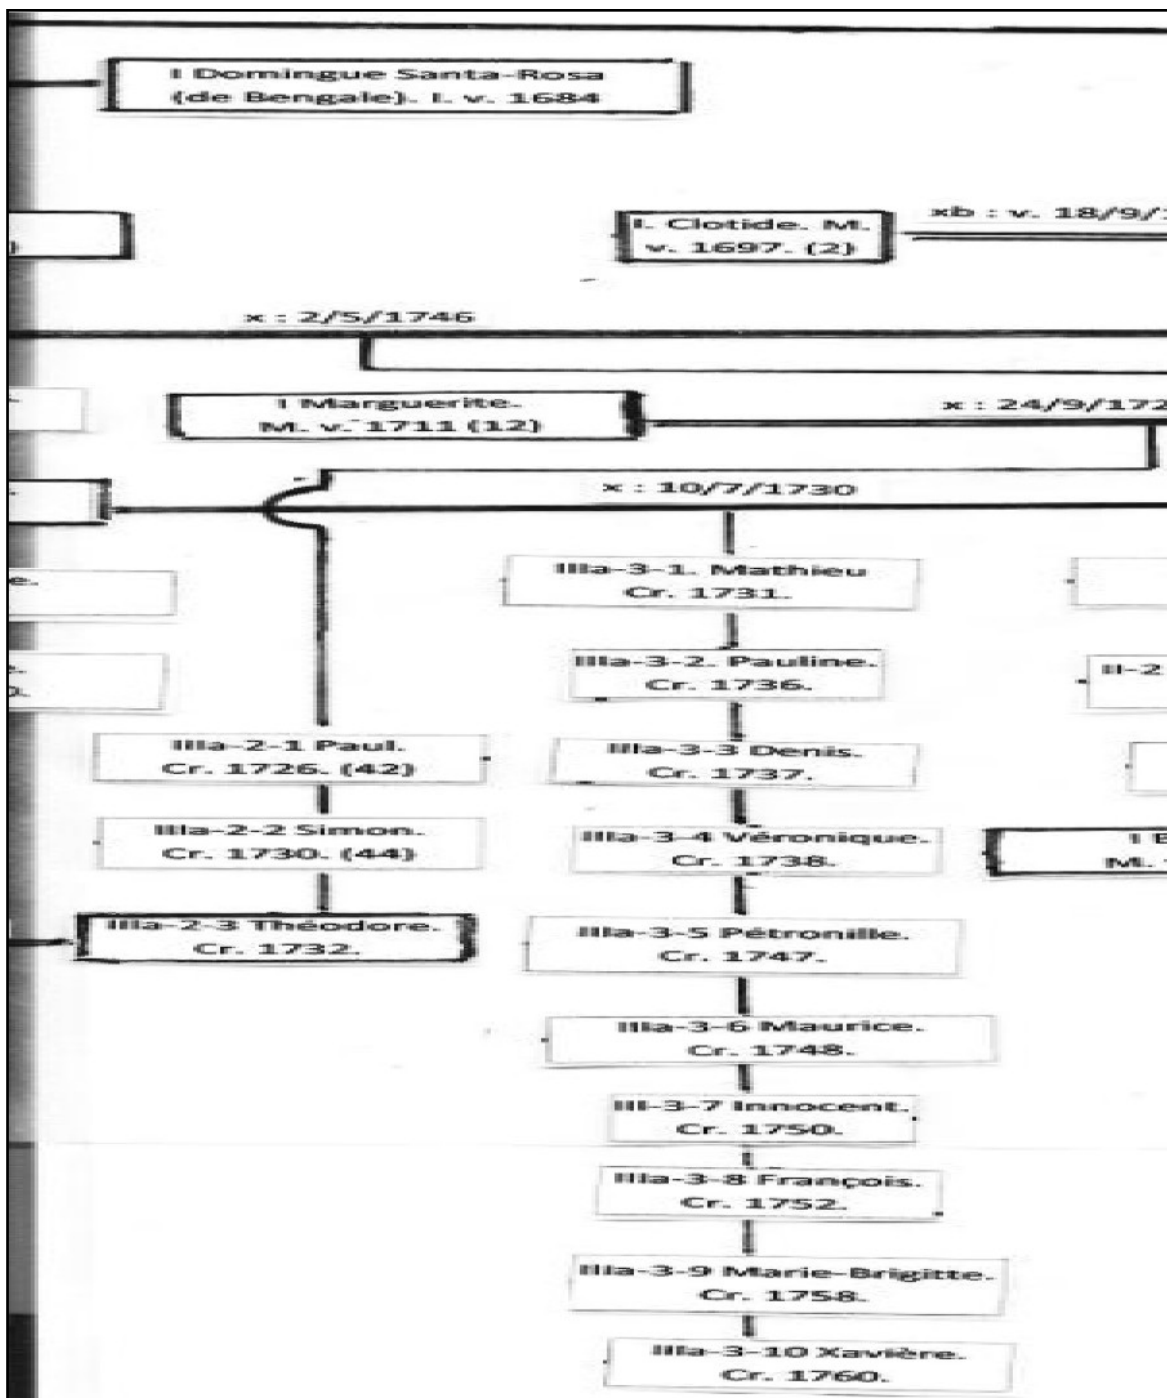 I Domingue Santa-Rosa
(de Bengale). I. v. 1684
I. Clotide. M.
v. 1697. (2)
xb : v. 18/9/1
x : 2/5/1746
I Marguerite.
M. v. 1711 (12)
x : 24/9/172
x : 10/7/1730
IIIa-3-1. Mathieu
Cr. 1731.
e.
IIIa-3-2. Pauline.
Cr. 1736.
II-2
IIIa-2-1 Paul.
Cr. 1726. (42)
IIIa-3-3 Denis.
Cr. 1737.
IIIa-2-2 Simon.
Cr. 1730. (44)
IIIa-3-4 Véronique.
Cr. 1738.
M.
IIIa-2-3 Théodore.
Cr. 1732.
IIIa-3-5 Pétronille.
Cr. 1747.
IIIa-3-6 Maurice.
Cr. 1748.
III-3-7 Innocent.
Cr. 1750.
IIIa-3-8 François.
Cr. 1752.
IIIa-3-9 Marie-Brigitte.
Cr. 1758.
IIIa-3-10 Xavière.
Cr. 1760.